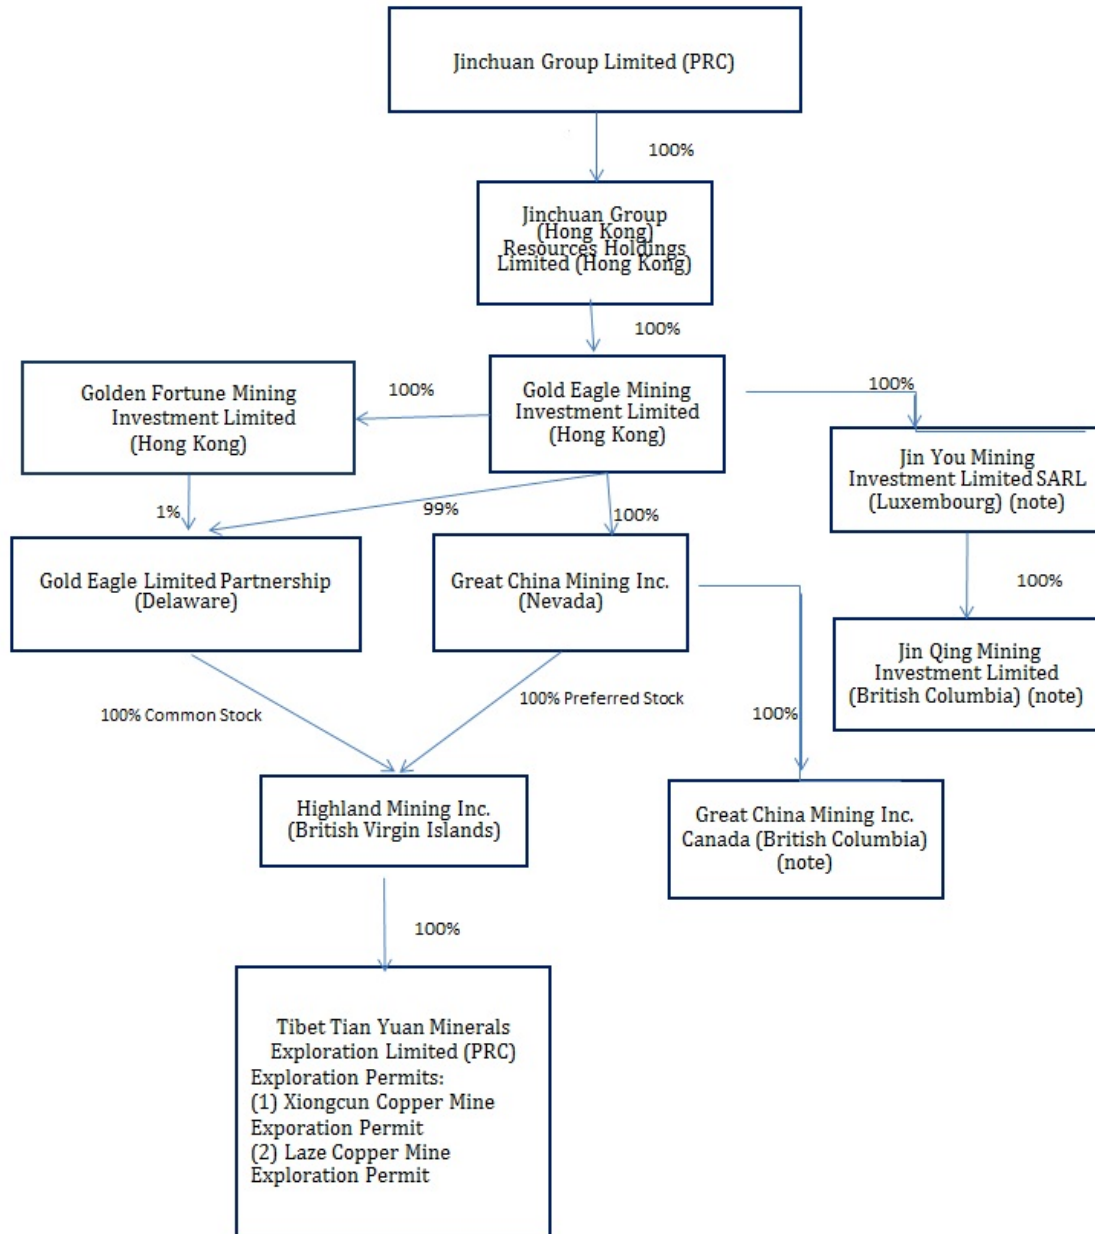 Jinchuan Group Limited (PRC)
100%
Jinchuan Group
(Hong Kong)
Resources Holdings
Limited (Hong Kong)
100%
Golden Fortune Mining
Investment Limited
(Hong Kong)
100%
Gold Eagle Mining
Investment Limited
(Hong Kong)
100%
Jin You Mining
Investment Limited SARL
(Luxembourg) (note)
1%
99%
100%
Gold Eagle Limited Partnership
(Delaware)
Great China Mining Inc.
(Nevada)
100%
Jin Qing Mining
Investment Limited
(British Columbia) (note)
100% Common Stock
100% Preferred Stock
100%
Highland Mining Inc.
(British Virgin Islands)
Great China Mining Inc.
Canada (British Columbia)
(note)
100%
Tibet Tian Yuan Minerals
Exploration Limited (PRC)
Exploration Permits:
(1) Xiongcun Copper Mine
Exporation Permit
(2) Laze Copper Mine
Exploration Permit